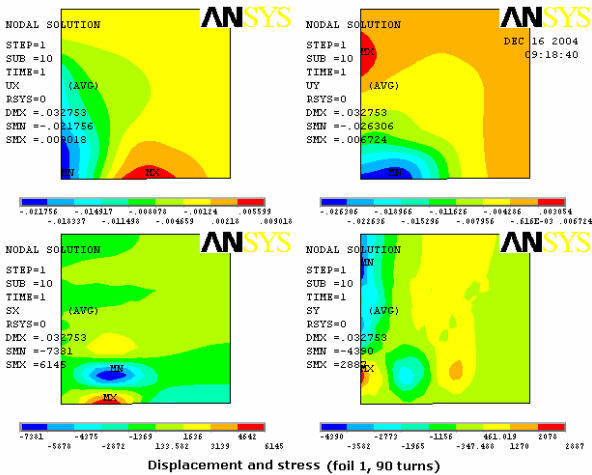 ANSYS
NODAL SOLUTION
STEP=1
SUB =10
TIME=1
UX (AVG)
RSYS=0
DMX =.032753
SMN =-.021756
SMX =.009018
MN
MX
-.021756 -.014917 -.008078 -.00124 .005599
-.018337 -.011498 -.004659 .00218 .009018
ANSYS
NODAL SOLUTION
DEC 16 2004
09:18:40
STEP=1
SUB =10
TIME=1
UY (AVG)
RSYS=0
DMX =.032753
SMN =-.026306
SMX =.006724
MX
MN
-.026306 -.018966 -.011626 -.004286 .003054
-.022636 -.015296 -.007956 -.616E-03 .006724
ANSYS
NODAL SOLUTION
STEP=1
SUB =10
TIME=1
SX (AVG)
RSYS=0
DMX =.032753
SMN =-7381
SMX =6145
MN
MX
-7381 -4375 -1369 1636 4642
-5878 -2872 133.582 3139 6145
ANSYS
NODAL SOLUTION
MN
STEP=1
SUB =10
TIME=1
SY (AVG)
RSYS=0
DMX =.032753
SMN =-4390
SMX =2887
MX
-4390 -2773 -1156 461.019 2078
-3582 -1965 -347.488 1270 2887
Displacement and stress (foil 1, 90 turns)